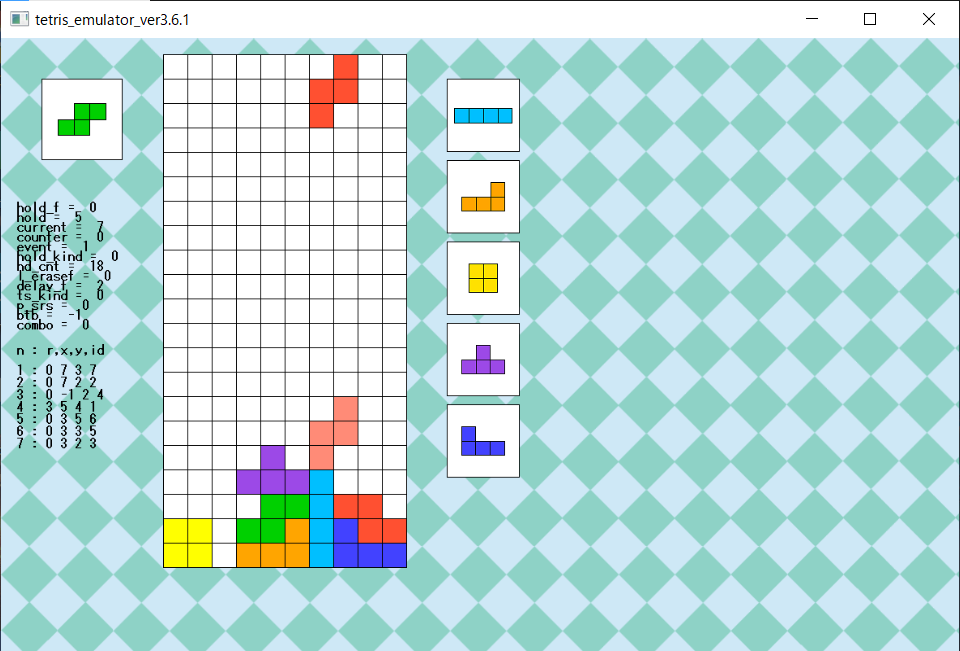 tetris_emulator_ver3.6.1
hold_f = 0
hold = 5
current = 7
counter = 0
event = 1
hold_kind = 0
hd_cnt = 18
l_erasef = 0
delay_f = 2
ts_kind = 0
p_srs = 0
btb = -1
combo = 0
n : r,x,y,id
1 : 0 7 3 7
2 : 0 7 2 2
3 : 0 -1 2 4
4 : 3 5 4 1
5 : 0 3 5 6
6 : 0 3 3 5
7 : 0 3 2 3